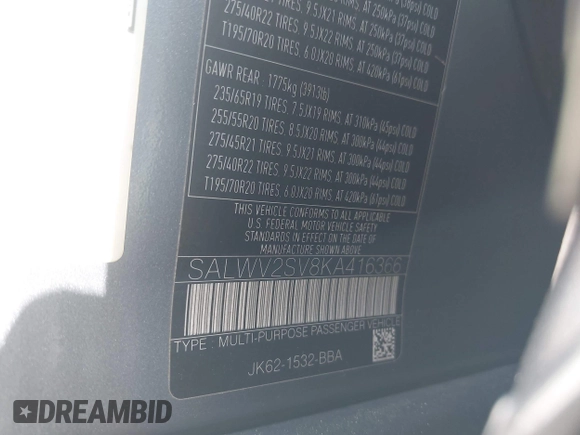 275/40R22 TIRES 9.5JX22 RIMS, AT 250kPa (37psi) COLD
T195/70R20 TIRES, 6.0JX20 RIMS, AT 420kPa (61psi) COLD
GAWR REAR : 1775kg (3913lb)
235/65R19 TIRES 7.5JX19 RIMS, AT 310kPa (45psi) COLD
255/55R20 TIRES 8.5JX20 RIMS, AT 300kPa (44psi) COLD
275/45R21 TIRES 9.5JX21 RIMS, AT 300kPa (44psi) COLD
275/40R22 TIRES 9.5JX22 RIMS, AT 300kPa (44psi) COLD
T195/70R20 TIRES, 6.0JX20 RIMS, AT 420kPa (61psi) COLD
THIS VEHICLE CONFORMS TO ALL APPLICABLE
U.S. FEDERAL MOTOR VEHICLE SAFETY
STANDARDS IN EFFECT ON THE DATE OF
MANUFACTURE SHOWN ABOVE.
SALWV2SV8KA416366
TYPE : MULTI-PURPOSE PASSENGER VEHICLE
JK62-1532-BBA
DREAMBID